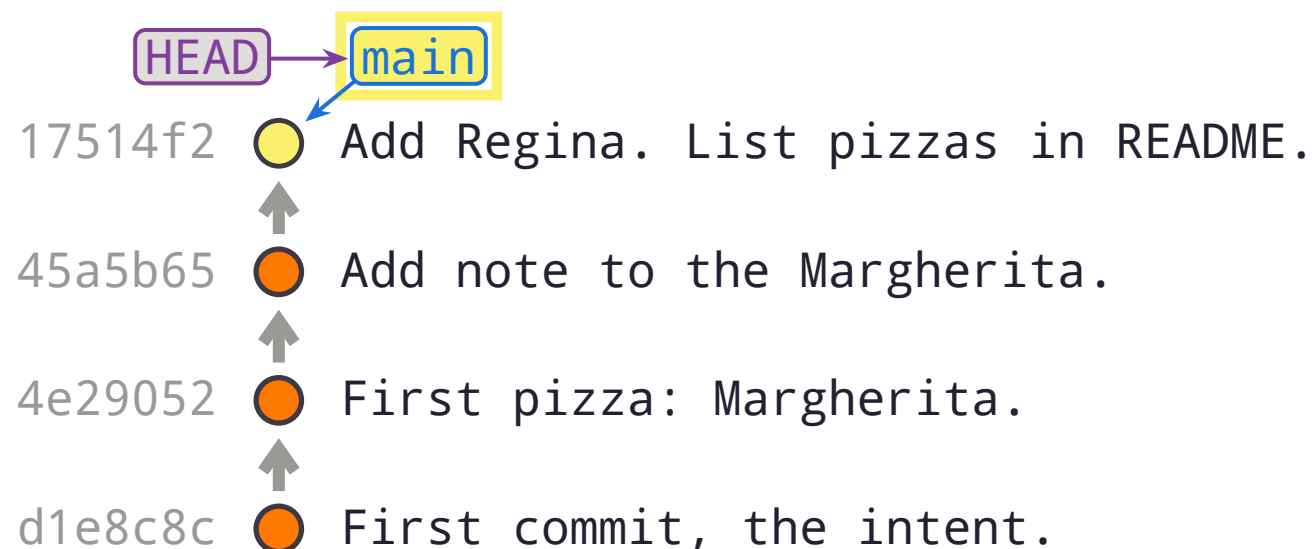 HEAD main
17514f2 Add Regina. List pizzas in README.
45a5b65 Add note to the Margherita.
4e29052 First pizza: Margherita.
d1e8c8c First commit, the intent.